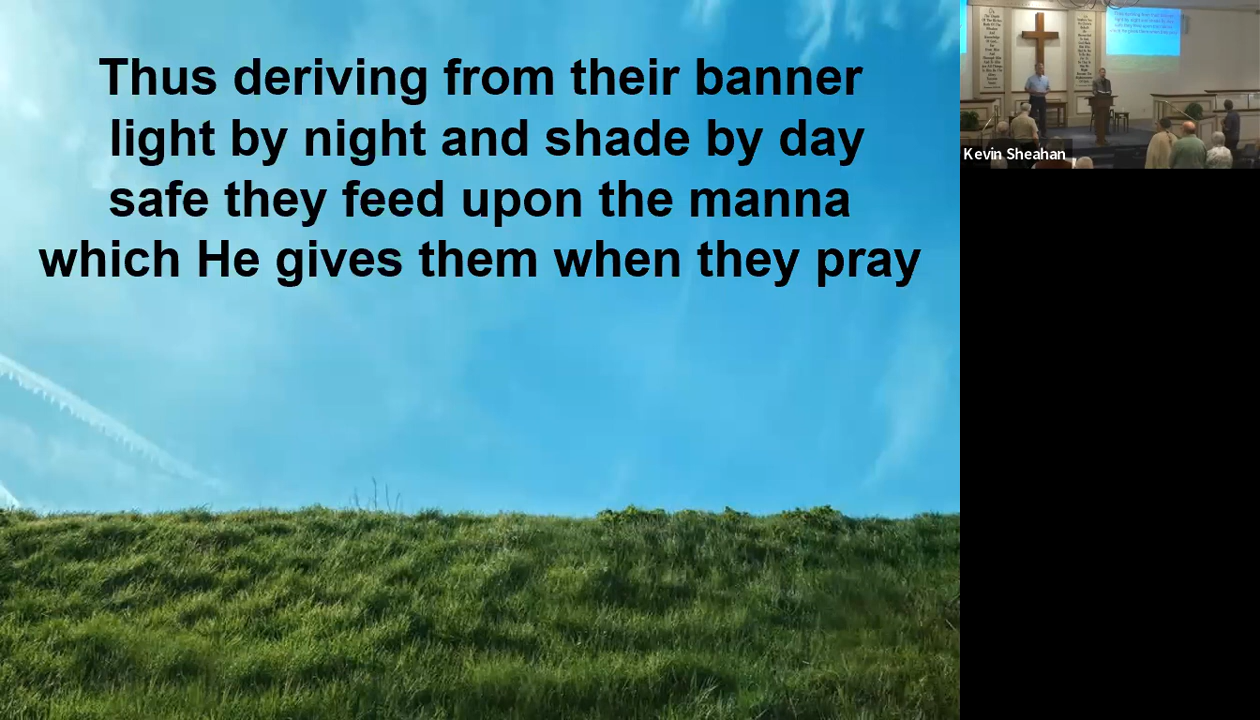 Thus deriving from their banner
light by night and shade by day
safe they feed upon the manna
which He gives them when they pray
Kevin Sheahan